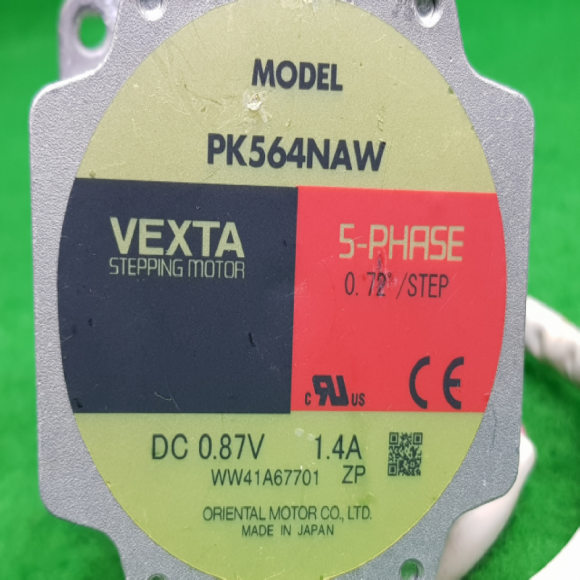 MODEL
PK564NAW
VEXTA
STEPPING MOTOR
5-PHASE
0.72°/STEP
c RU US CE
DC 0.87V 1.4A
WW41A67701 ZP
ORIENTAL MOTOR CO., LTD.
MADE IN JAPAN